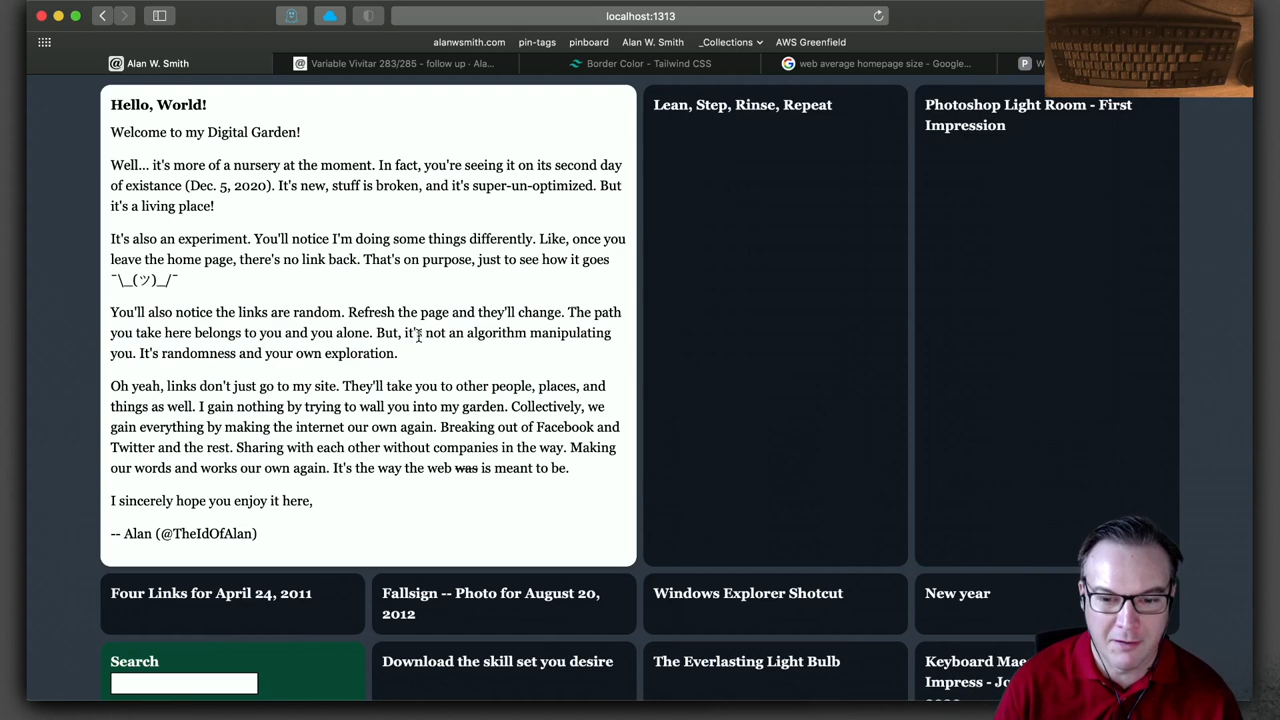 localhost:1313
alanwsmith.com
pin-tags
pinboard
Alan W. Smith
_Collections
AWS Greenfield
Alan W. Smith
Variable Vivitar 283/285 - follow up - Ala...
Border Color - Tailwind CSS
web average homepage size - Google...
Hello, World!
Welcome to my Digital Garden!
Well... it's more of a nursery at the moment. In fact, you're seeing it on its second day
of existance (Dec. 5, 2020). It's new, stuff is broken, and it's super-un-optimized. But
it's a living place!
It's also an experiment. You'll notice I'm doing some things differently. Like, once you
leave the home page, there's no link back. That's on purpose, just to see how it goes
¯\_(ツ)_/¯
You'll also notice the links are random. Refresh the page and they'll change. The path
you take here belongs to you and you alone. But, it's not an algorithm manipulating
you. It's randomness and your own exploration.
Oh yeah, links don't just go to my site. They'll take you to other people, places, and
things as well. I gain nothing by trying to wall you into my garden. Collectively, we
gain everything by making the internet our own again. Breaking out of Facebook and
Twitter and the rest. Sharing with each other without companies in the way. Making
our words and works our own again. It's the way the web was is meant to be.
I sincerely hope you enjoy it here,
-- Alan (@TheIdOfAlan)
Lean, Step, Rinse, Repeat
Photoshop Light Room - First
Impression
Four Links for April 24, 2011
Fallsign -- Photo for August 20,
2012
Windows Explorer Shotcut
New year
Search
Download the skill set you desire
The Everlasting Light Bulb
Keyboard Mae
Impress - Jo